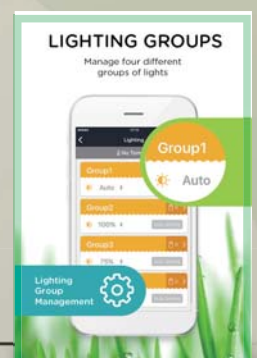 LIGHTING GROUPS
Manage four different
groups of lights
Lighting
Group1
Auto
Group1
Auto
Group2
100%
Group3
75%
Lighting
Group
Management